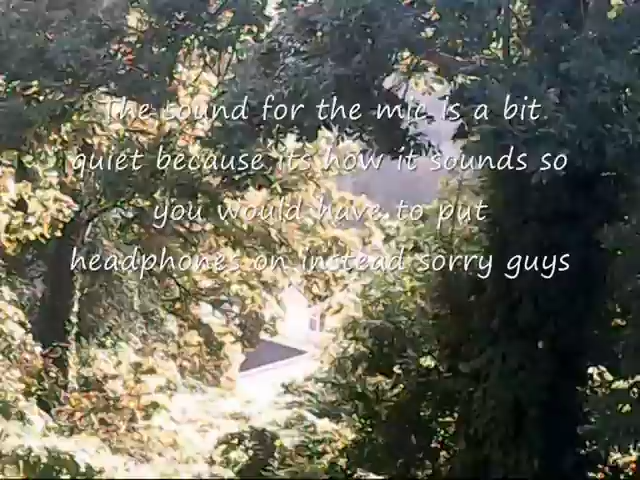 The sound for the mic is a bit
quiet because its how it sounds so
you would have to put
headphones on instead sorry guys